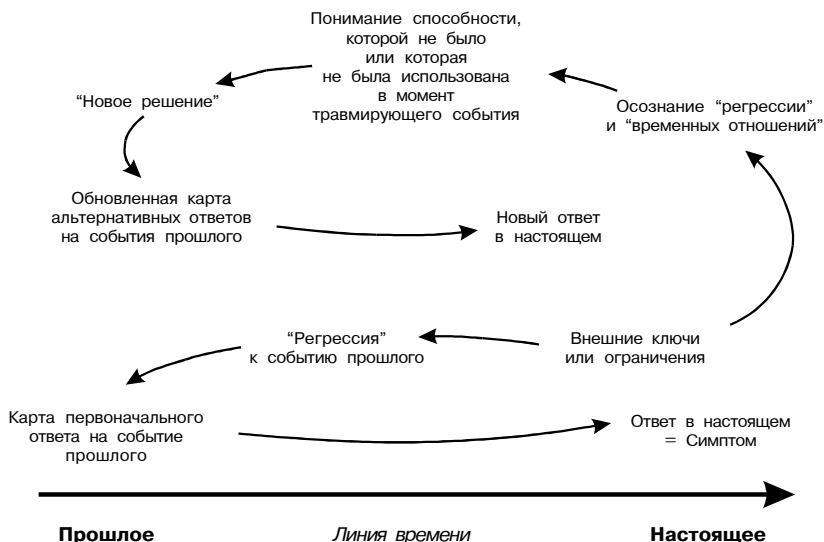 Понимание способности,
которой не было
или которая
не была использована
в момент
травмирующего события
“Новое решение”
Осознание “регрессии”
и “временных отношений”
Обновленная карта
альтернативных ответов
на события прошлого
Новый ответ
в настоящем
“Регрессия”
к событию прошлого
Внешние ключи
или ограничения
Карта первоначального
ответа на событие
прошлого
Ответ в настоящем
= Симптом
Прошлое
Линия времени
Настоящее